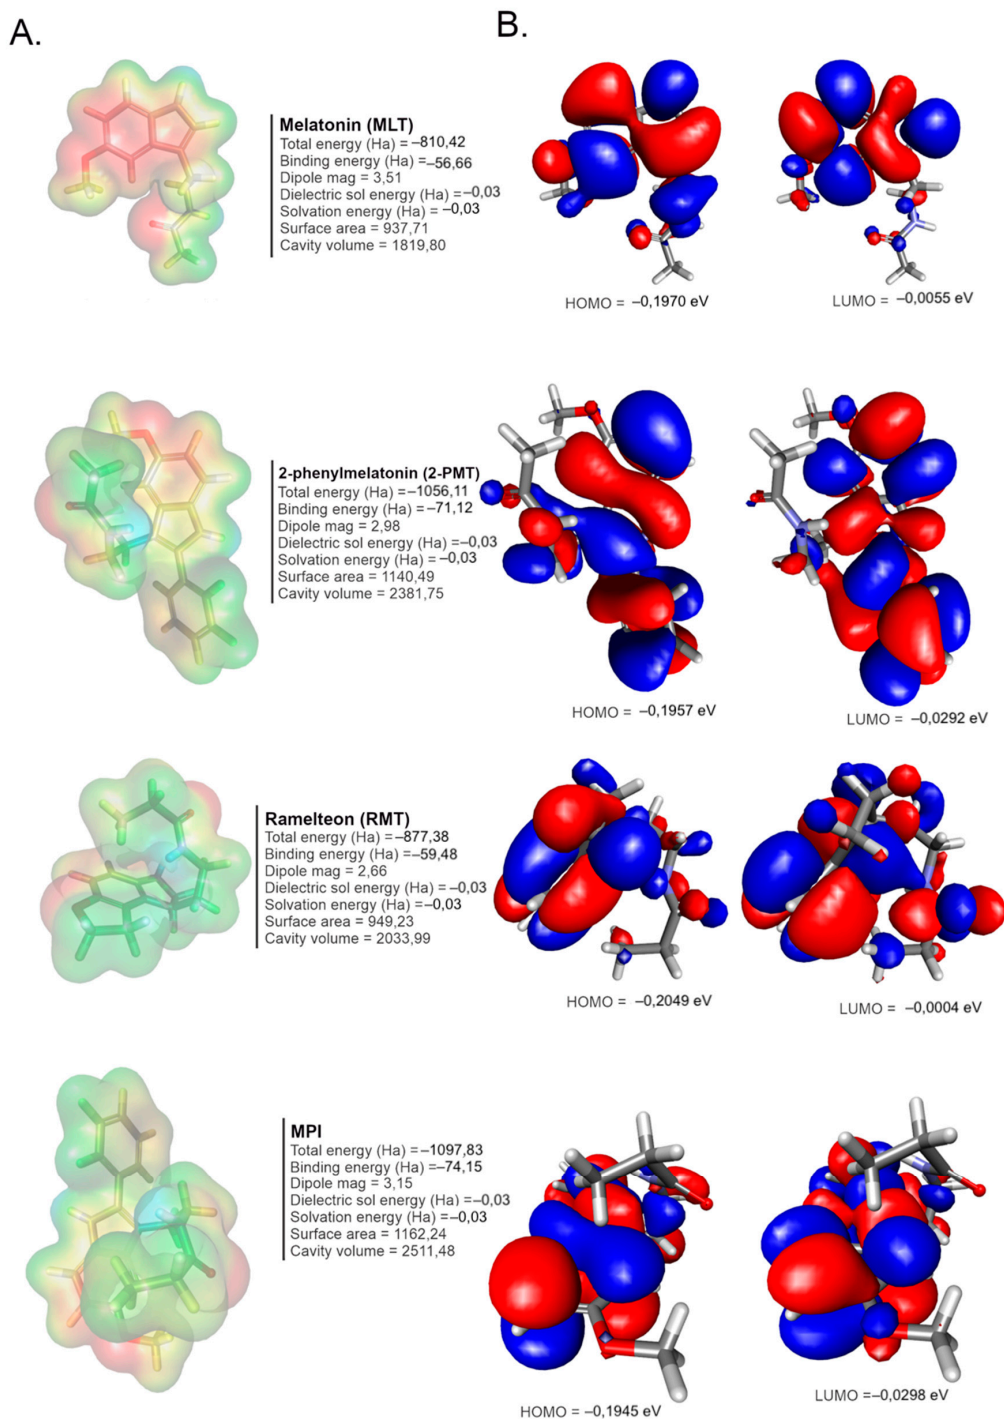 A.
B.
Melatonin (MLT)
Total energy (Ha) = –810,42
Binding energy (Ha) = –56,66
Dipole mag = 3,51
Dielectric sol energy (Ha) = –0,03
Solvation energy (Ha) = –0,03
Surface area = 937,71
Cavity volume = 1819,80
HOMO = –0,1970 eV
LUMO = –0,0055 eV
2-phenylmelatonin (2-PMT)
Total energy (Ha) = –1056,11
Binding energy (Ha) = –71,12
Dipole mag = 2,98
Dielectric sol energy (Ha) = –0,03
Solvation energy (Ha) = –0,03
Surface area = 1140,49
Cavity volume = 2381,75
HOMO = –0,1957 eV
LUMO = –0,0292 eV
Ramelteon (RMT)
Total energy (Ha) = –877,38
Binding energy (Ha) = –59,48
Dipole mag = 2,66
Dielectric sol energy (Ha) = –0,03
Solvation energy (Ha) = –0,03
Surface area = 949,23
Cavity volume = 2033,99
HOMO = –0,2049 eV
LUMO = –0,0004 eV
MPI
Total energy (Ha) = –1097,83
Binding energy (Ha) = –74,15
Dipole mag = 3,15
Dielectric sol energy (Ha) = –0,03
Solvation energy (Ha) = –0,03
Surface area = 1162,24
Cavity volume = 2511,48
HOMO = –0,1945 eV
LUMO = –0,0298 eV